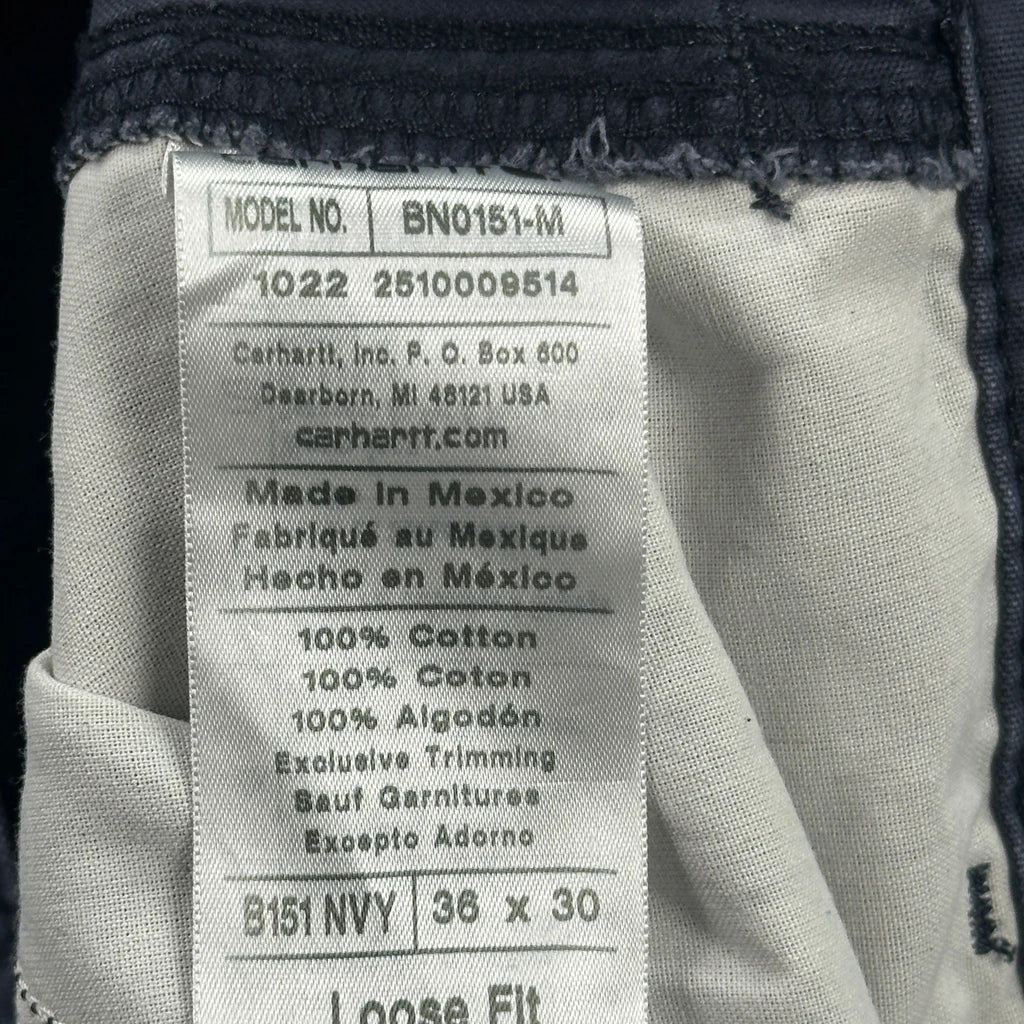 MODEL NO. BN0151-M
1022 2510009514
Carhartt, Inc. P. O. Box 600
Dearborn, MI 48121 USA
carhartt.com
Made in Mexico
Fabriqué au Mexique
Hecho en México
100% Cotton
100% Coton
100% Algodón
Exclusive Trimming
Sauf Garnitures
Excepto Adorno
B151 NVY 36 x 30
Loose Fit